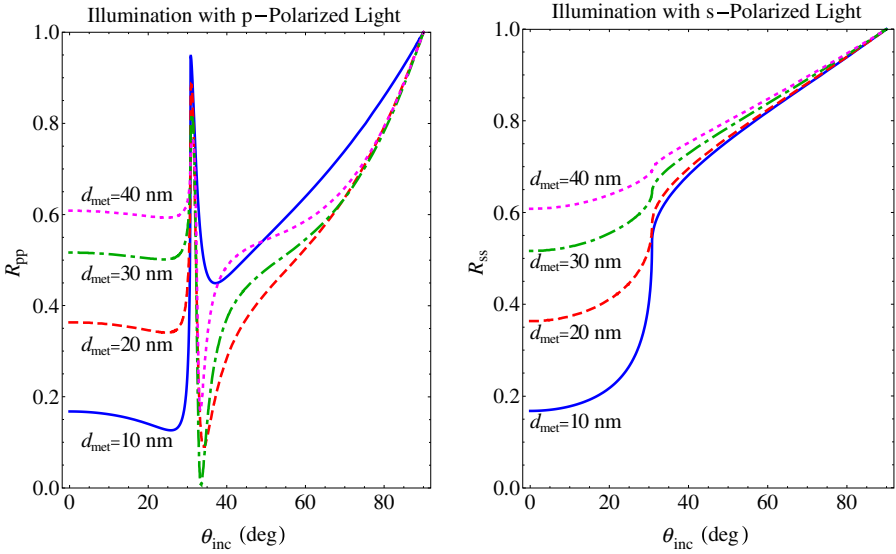 Illumination with p−Polarized Light
1.0
0.8
0.6
0.4
0.2
0.0
R_pp
d_met=40 nm
d_met=30 nm
d_met=20 nm
d_met=10 nm
0 20 40 60 80
θ_inc (deg)
Illumination with s−Polarized Light
1.0
0.8
0.6
0.4
0.2
0.0
R_ss
d_met=40 nm
d_met=30 nm
d_met=20 nm
d_met=10 nm
0 20 40 60 80
θ_inc (deg)